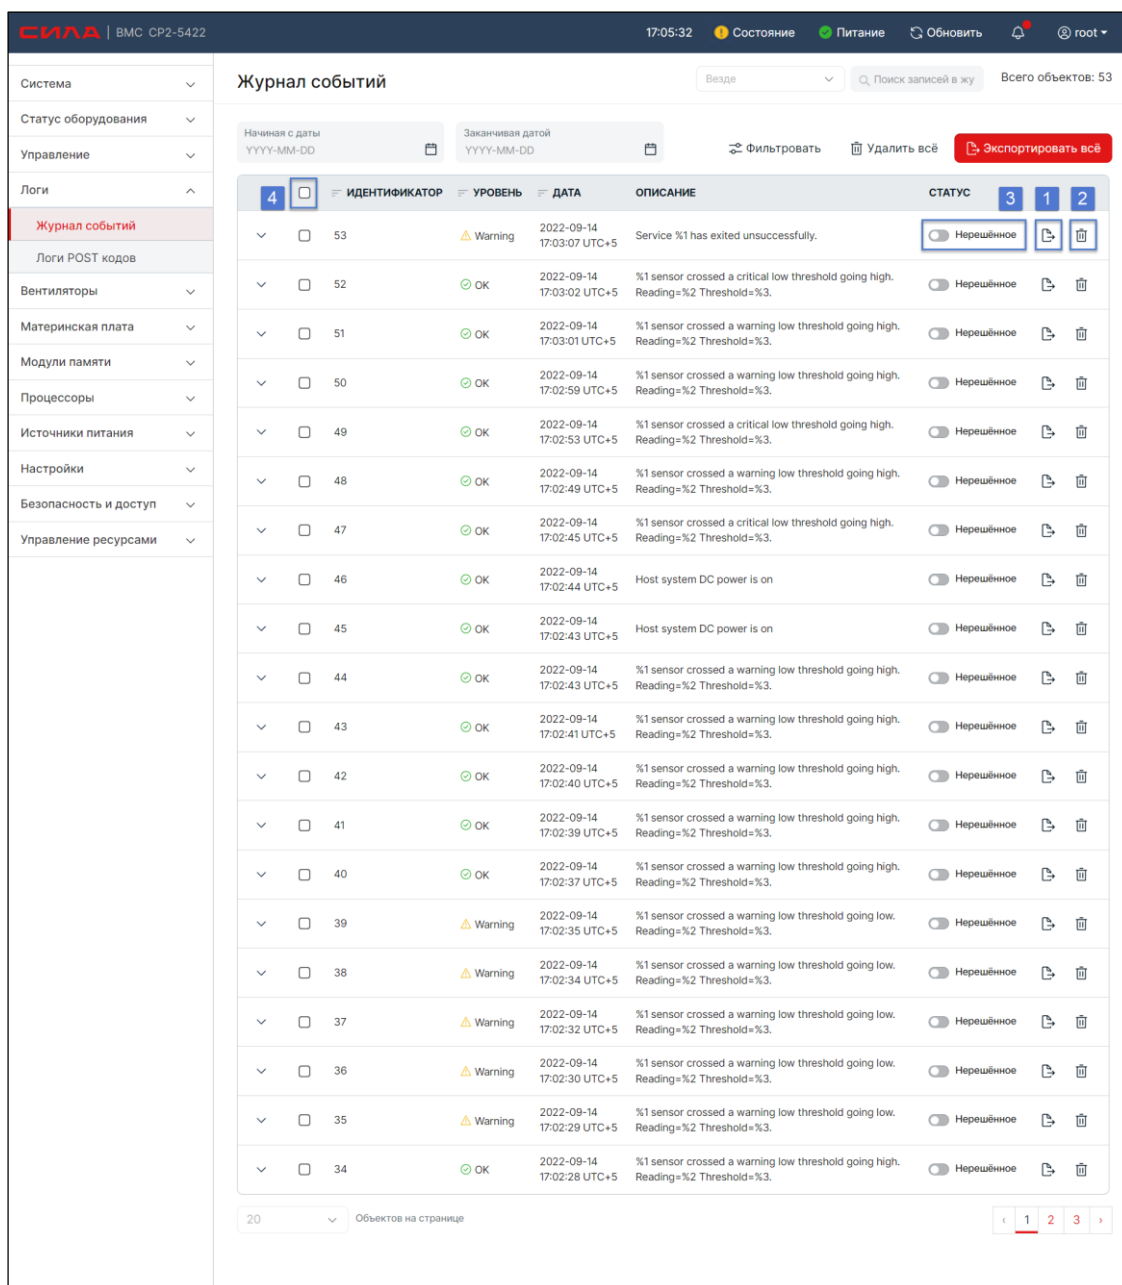 СИЛА | BMC CP2-5422 17:05:32 Состояние Питание Обновить root
Система
Статус оборудования
Управление
Логи
Журнал событий
Логи POST кодов
Вентиляторы
Материнская плата
Модули памяти
Процессоры
Источники питания
Настройки
Безопасность и доступ
Управление ресурсами
Журнал событий Везде Поиск записей в жу Всего объектов: 53
Начиная с даты Заканчивая датой
YYYY-MM-DD YYYY-MM-DD Фильтровать Удалить всё Экспортировать всё
4 ИДЕНТИФИКАТОР УРОВЕНЬ ДАТА ОПИСАНИЕ СТАТУС 3 1 2
53 Warning 2022-09-14 Service %1 has exited unsuccessfully. Нерешённое
17:03:07 UTC+5
52 OK 2022-09-14 %1 sensor crossed a critical low threshold going high. Нерешённое
17:03:02 UTC+5 Reading=%2 Threshold=%3.
51 OK 2022-09-14 %1 sensor crossed a warning low threshold going high. Нерешённое
17:03:01 UTC+5 Reading=%2 Threshold=%3.
50 OK 2022-09-14 %1 sensor crossed a warning low threshold going high. Нерешённое
17:02:59 UTC+5 Reading=%2 Threshold=%3.
49 OK 2022-09-14 %1 sensor crossed a critical low threshold going high. Нерешённое
17:02:53 UTC+5 Reading=%2 Threshold=%3.
48 OK 2022-09-14 %1 sensor crossed a warning low threshold going high. Нерешённое
17:02:49 UTC+5 Reading=%2 Threshold=%3.
47 OK 2022-09-14 %1 sensor crossed a critical low threshold going high. Нерешённое
17:02:45 UTC+5 Reading=%2 Threshold=%3.
46 OK 2022-09-14 Host system DC power is on Нерешённое
17:02:44 UTC+5
45 OK 2022-09-14 Host system DC power is on Нерешённое
17:02:43 UTC+5
44 OK 2022-09-14 %1 sensor crossed a warning low threshold going high. Нерешённое
17:02:43 UTC+5 Reading=%2 Threshold=%3.
43 OK 2022-09-14 %1 sensor crossed a warning low threshold going high. Нерешённое
17:02:41 UTC+5 Reading=%2 Threshold=%3.
42 OK 2022-09-14 %1 sensor crossed a warning low threshold going high. Нерешённое
17:02:40 UTC+5 Reading=%2 Threshold=%3.
41 OK 2022-09-14 %1 sensor crossed a warning low threshold going high. Нерешённое
17:02:39 UTC+5 Reading=%2 Threshold=%3.
40 OK 2022-09-14 %1 sensor crossed a warning low threshold going high. Нерешённое
17:02:37 UTC+5 Reading=%2 Threshold=%3.
39 Warning 2022-09-14 %1 sensor crossed a warning low threshold going low. Нерешённое
17:02:35 UTC+5 Reading=%2 Threshold=%3.
38 Warning 2022-09-14 %1 sensor crossed a warning low threshold going low. Нерешённое
17:02:34 UTC+5 Reading=%2 Threshold=%3.
37 Warning 2022-09-14 %1 sensor crossed a warning low threshold going low. Нерешённое
17:02:32 UTC+5 Reading=%2 Threshold=%3.
36 Warning 2022-09-14 %1 sensor crossed a warning low threshold going low. Нерешённое
17:02:30 UTC+5 Reading=%2 Threshold=%3.
35 Warning 2022-09-14 %1 sensor crossed a warning low threshold going low. Нерешённое
17:02:29 UTC+5 Reading=%2 Threshold=%3.
34 OK 2022-09-14 %1 sensor crossed a warning low threshold going high. Нерешённое
17:02:28 UTC+5 Reading=%2 Threshold=%3.
20 Объектов на странице ‹ 1 2 3 ›